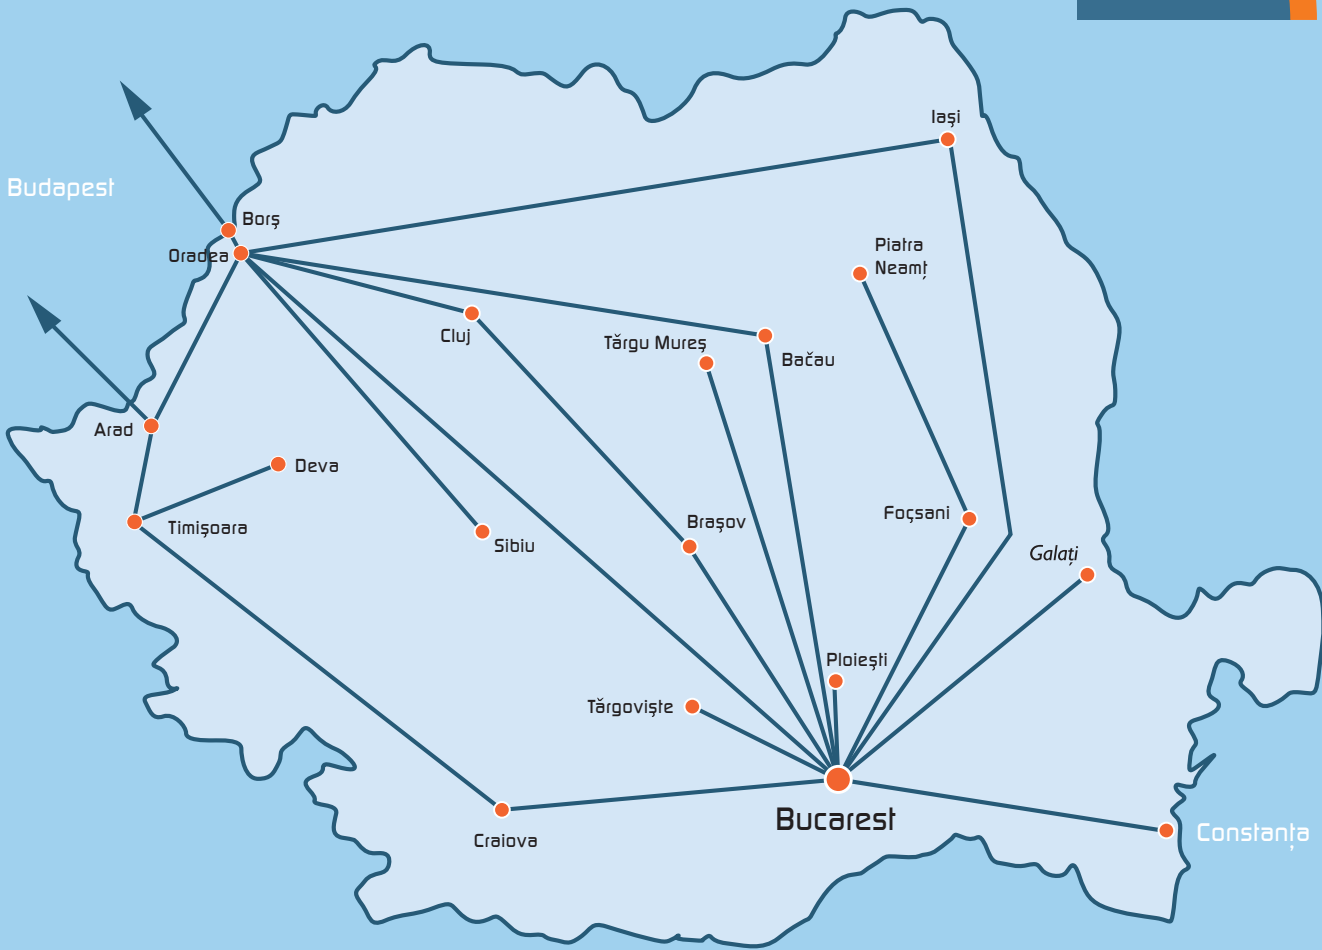 Iaşi
Budapest
Borş
Oradea
Piatra
Neamţ
Cluj
Tărgu Mureş
Bačau
Arad
Deva
Timişoara
Sibiu
Braşov
Foçsani
Galaţi
Ploieşti
Tărgovişte
Bucarest
Craiova
Constanţa